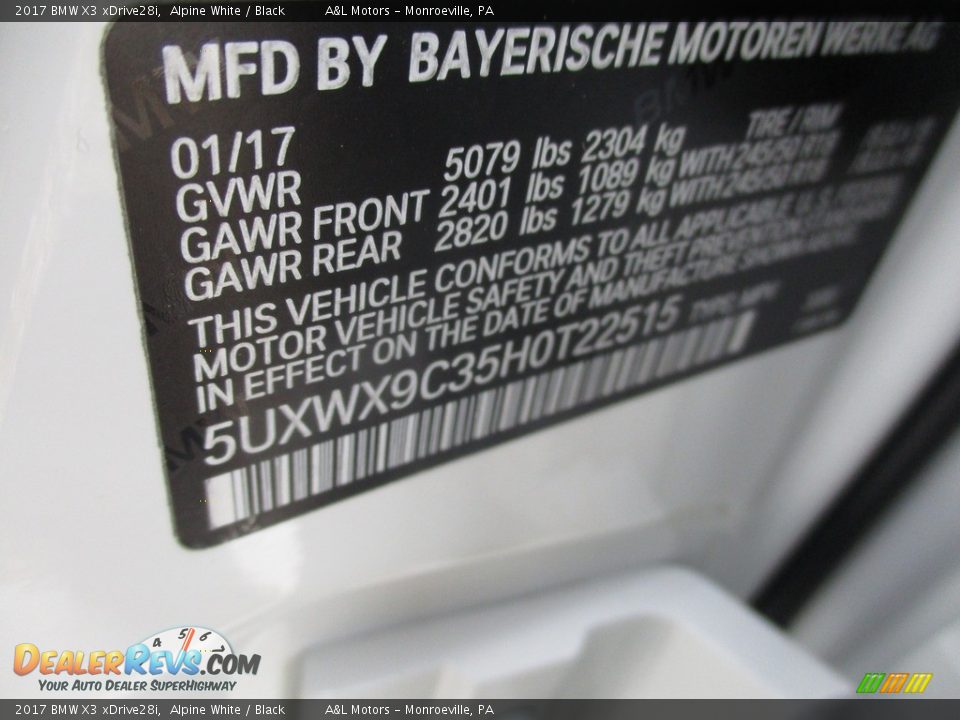 2017 BMW X3 xDrive28i,  Alpine White / Black     A&L Motors – Monroeville, PA
MFD BY BAYERISCHE MOTOREN WERKE AG
01/17     TIRE / RIM
GVWR 5079 lbs 2304 kg
GAWR FRONT 2401 lbs 1089 kg WITH 245/50
GAWR REAR 2820 lbs 1279 kg WITH 245/50
THIS VEHICLE CONFORMS TO ALL APPLICABLE U.S.
MOTOR VEHICLE SAFETY AND THEFT PREVENTION
IN EFFECT ON THE DATE OF MANUFACTURE SHOWN ABOVE
5UXWX9C35H0T22515 TYPE: MPV
4 5 6
DEALERREVS.COM
YOUR AUTO DEALER SUPERHIGHWAY
2017 BMW X3 xDrive28i,  Alpine White / Black     A&L Motors – Monroeville, PA